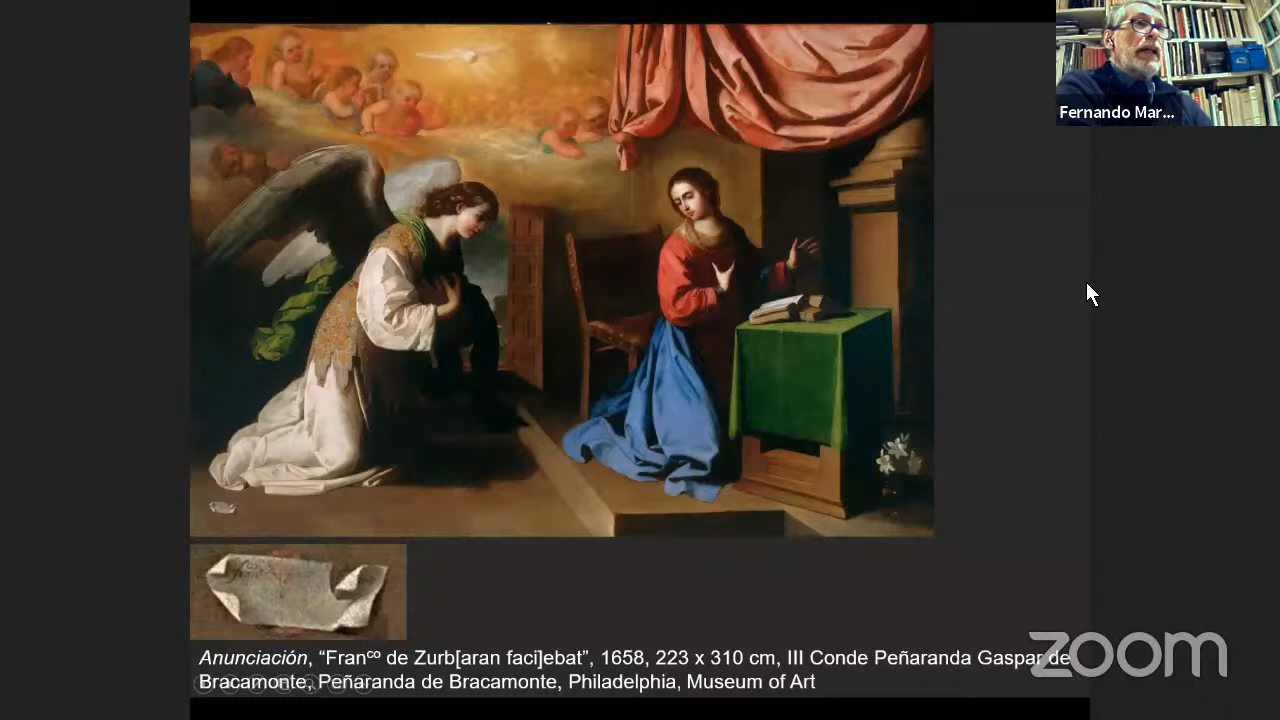 Fernando Mar...
Anunciación, “Franco de Zurb[aran faci]ebat”, 1658, 223 x 310 cm, III Conde Peñaranda Gaspar de
Bracamonte, Peñaranda de Bracamonte, Philadelphia, Museum of Art
zoom